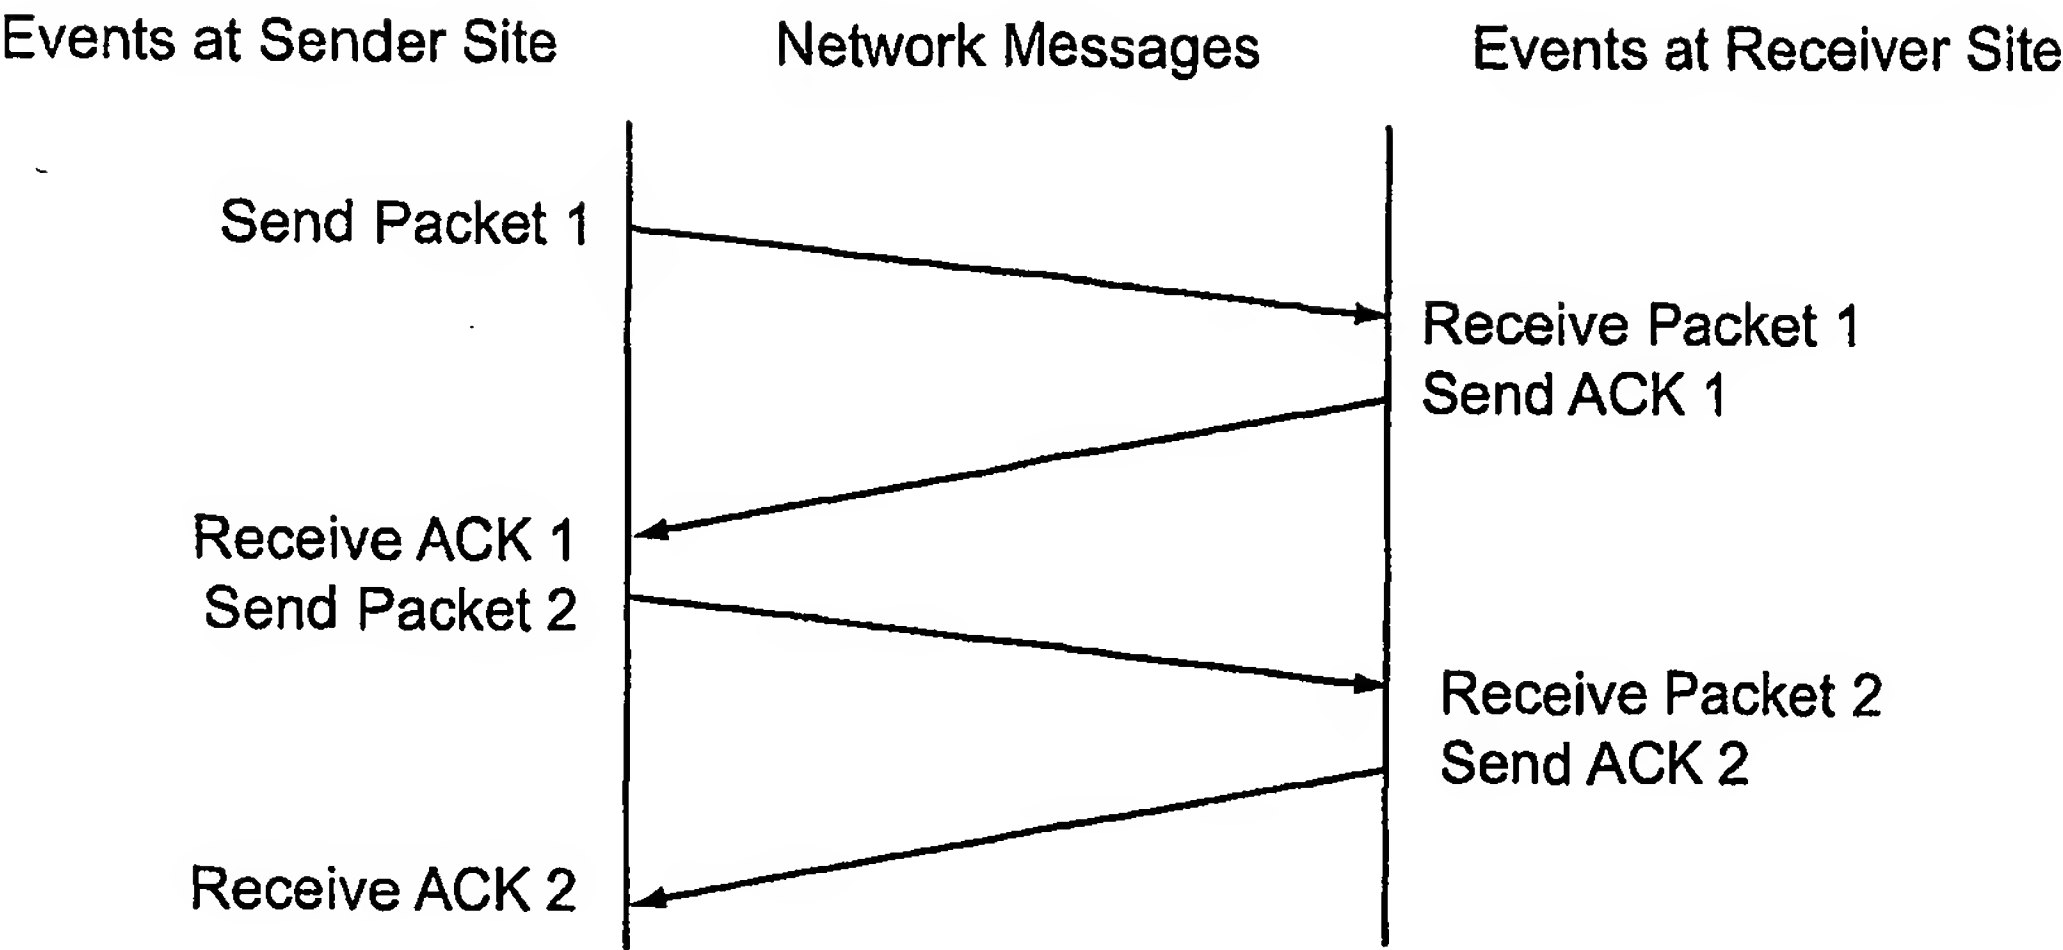 Events at Sender Site
Network Messages
Events at Receiver Site
Send Packet 1
Receive Packet 1
Send ACK 1
Receive ACK 1
Send Packet 2
Receive Packet 2
Send ACK 2
Receive ACK 2